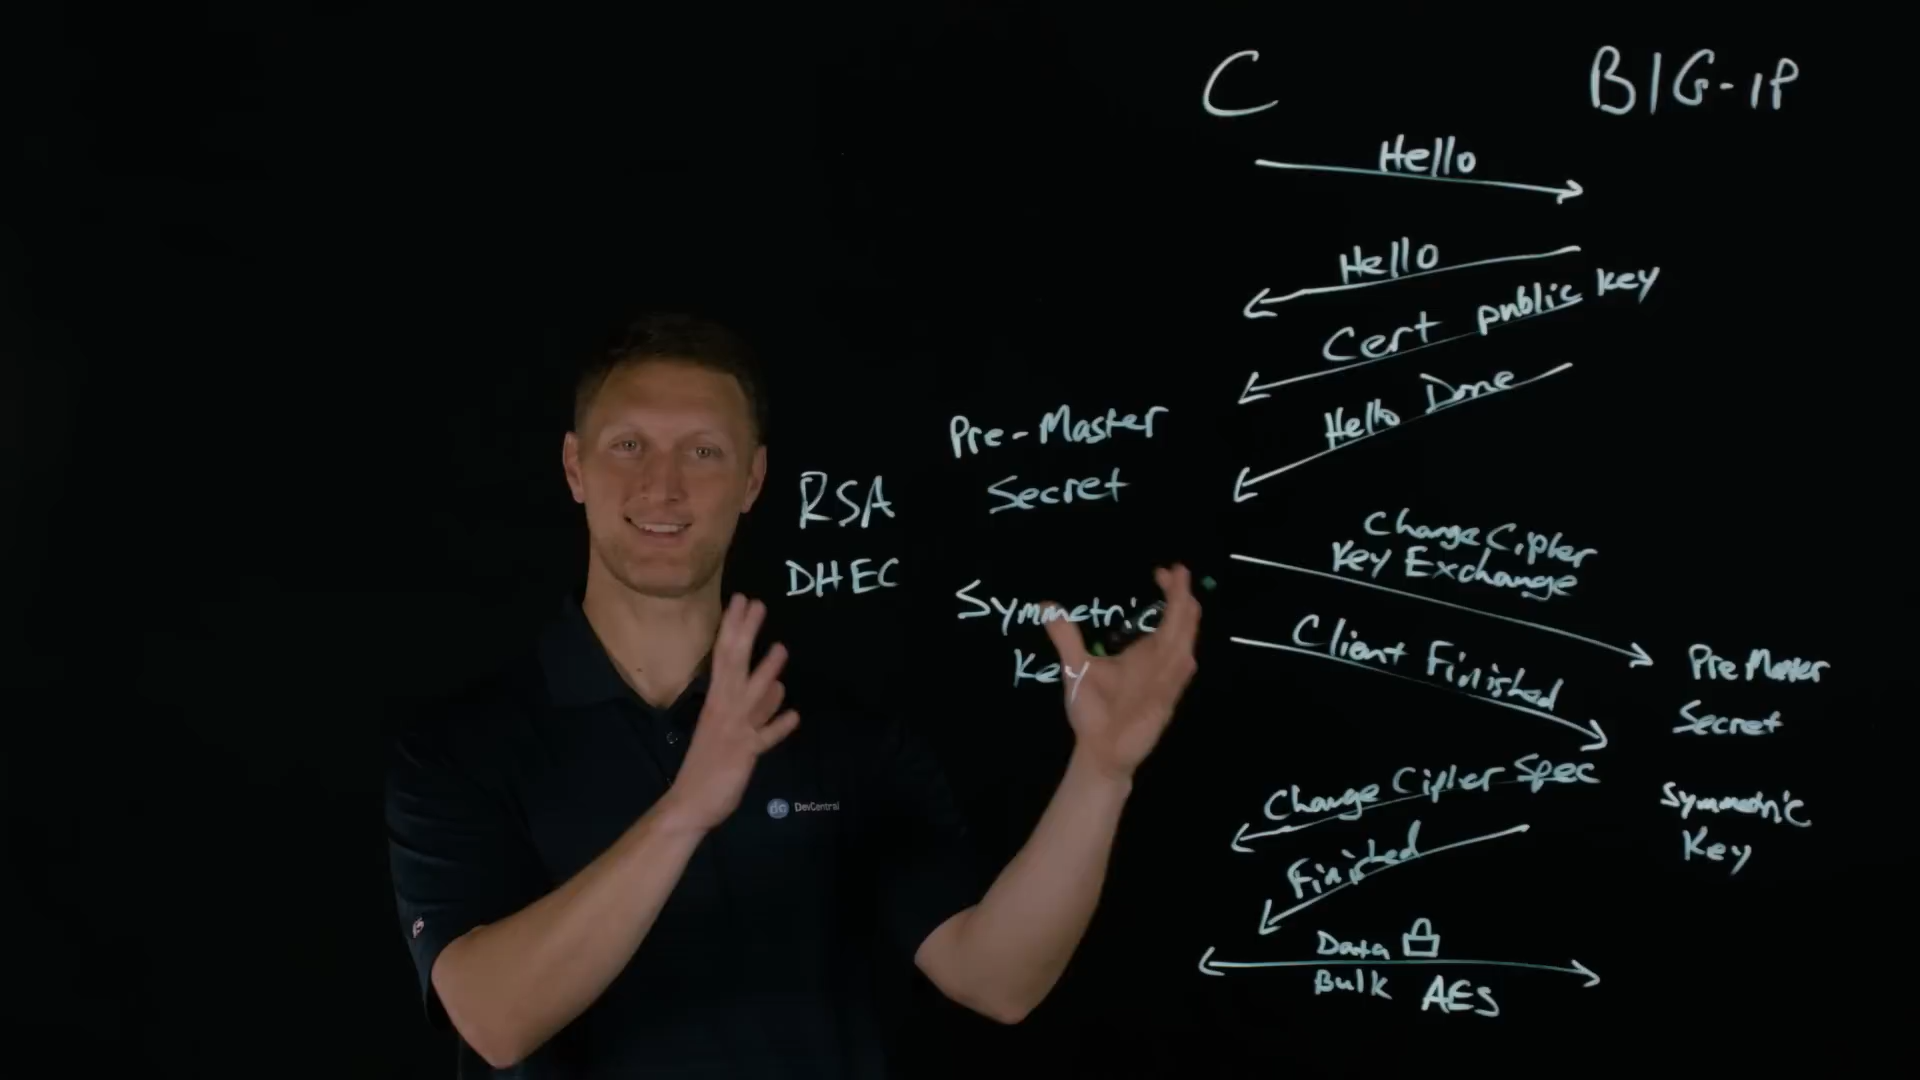 C
BIG-IP
Hello
Hello
Cert public key
Hello Done
Pre-Master
Secret
RSA
DHEC
Symmetric
Key
Change Cipher
Key Exchange
Client Finished
Pre Master
Secret
Change Cipher Spec
Symmetric
Key
Finished
Data
Bulk AES
dc DevCentral